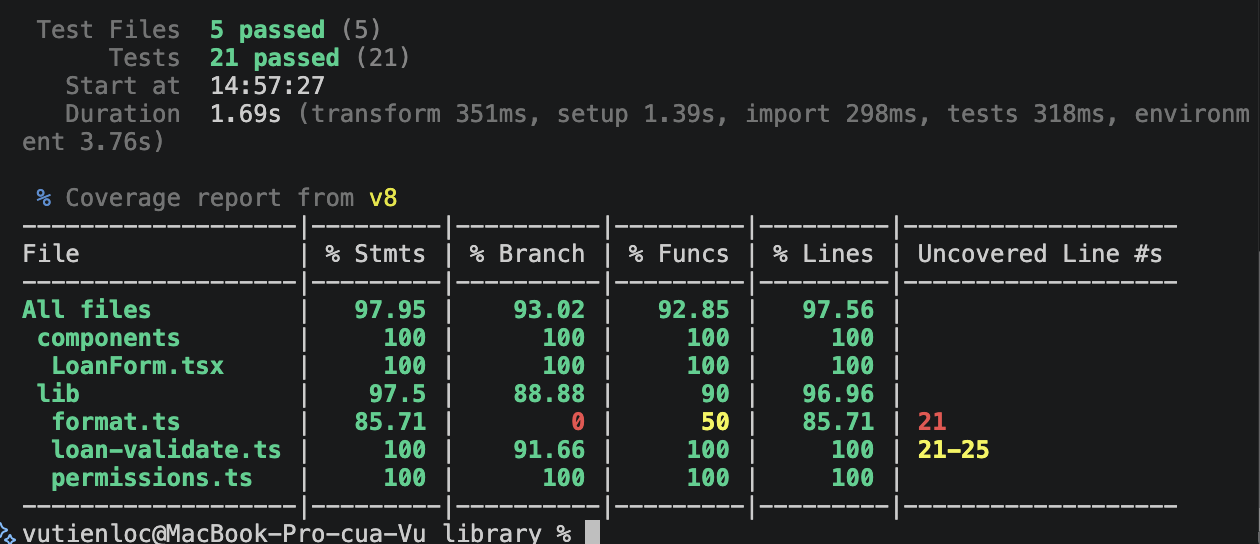 Test Files  5 passed (5)
Tests  21 passed (21)
Start at  14:57:27
Duration  1.69s (transform 351ms, setup 1.39s, import 298ms, tests 318ms, environm
ent 3.76s)
% Coverage report from v8
-------------------|---------|----------|---------|---------|-------------------
File               | % Stmts | % Branch | % Funcs | % Lines | Uncovered Line #s
-------------------|---------|----------|---------|---------|-------------------
All files          |   97.95 |    93.02 |   92.85 |   97.56 |
 components        |     100 |      100 |     100 |     100 |
  LoanForm.tsx     |     100 |      100 |     100 |     100 |
 lib               |    97.5 |    88.88 |      90 |   96.96 |
  format.ts        |   85.71 |        0 |      50 |   85.71 | 21
  loan-validate.ts |     100 |    91.66 |     100 |     100 | 21-25
  permissions.ts   |     100 |      100 |     100 |     100 |
-------------------|---------|----------|---------|---------|-------------------
vutienloc@MacBook-Pro-cua-Vu library %